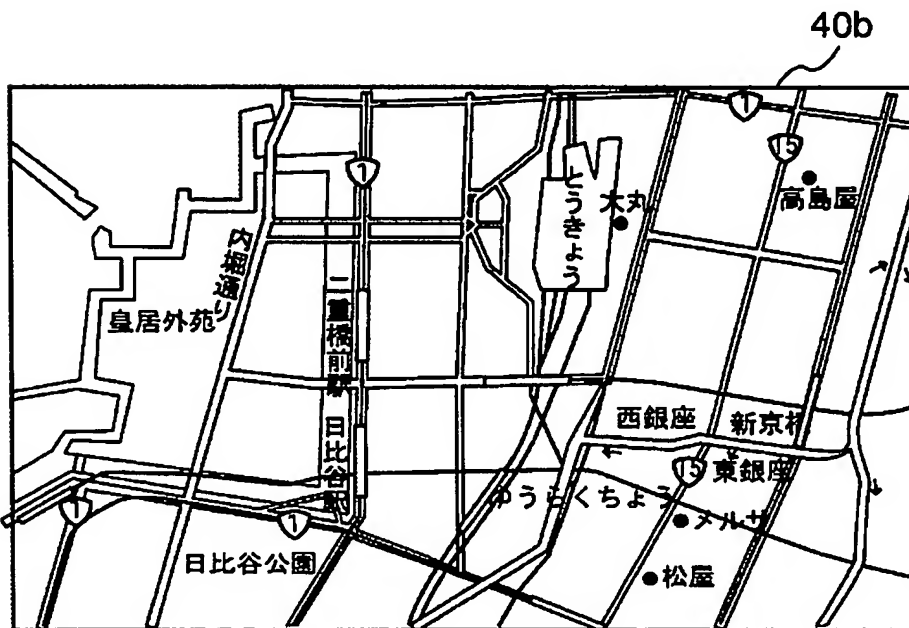 40b
1
15
1
とうきょう
大丸
高島屋
内堀通り
皇居外苑
二重橋前駅
日比谷駅
西銀座
新京橋
15
東銀座
ゆうらくちょう
1
1
メルサ
日比谷公園
松屋